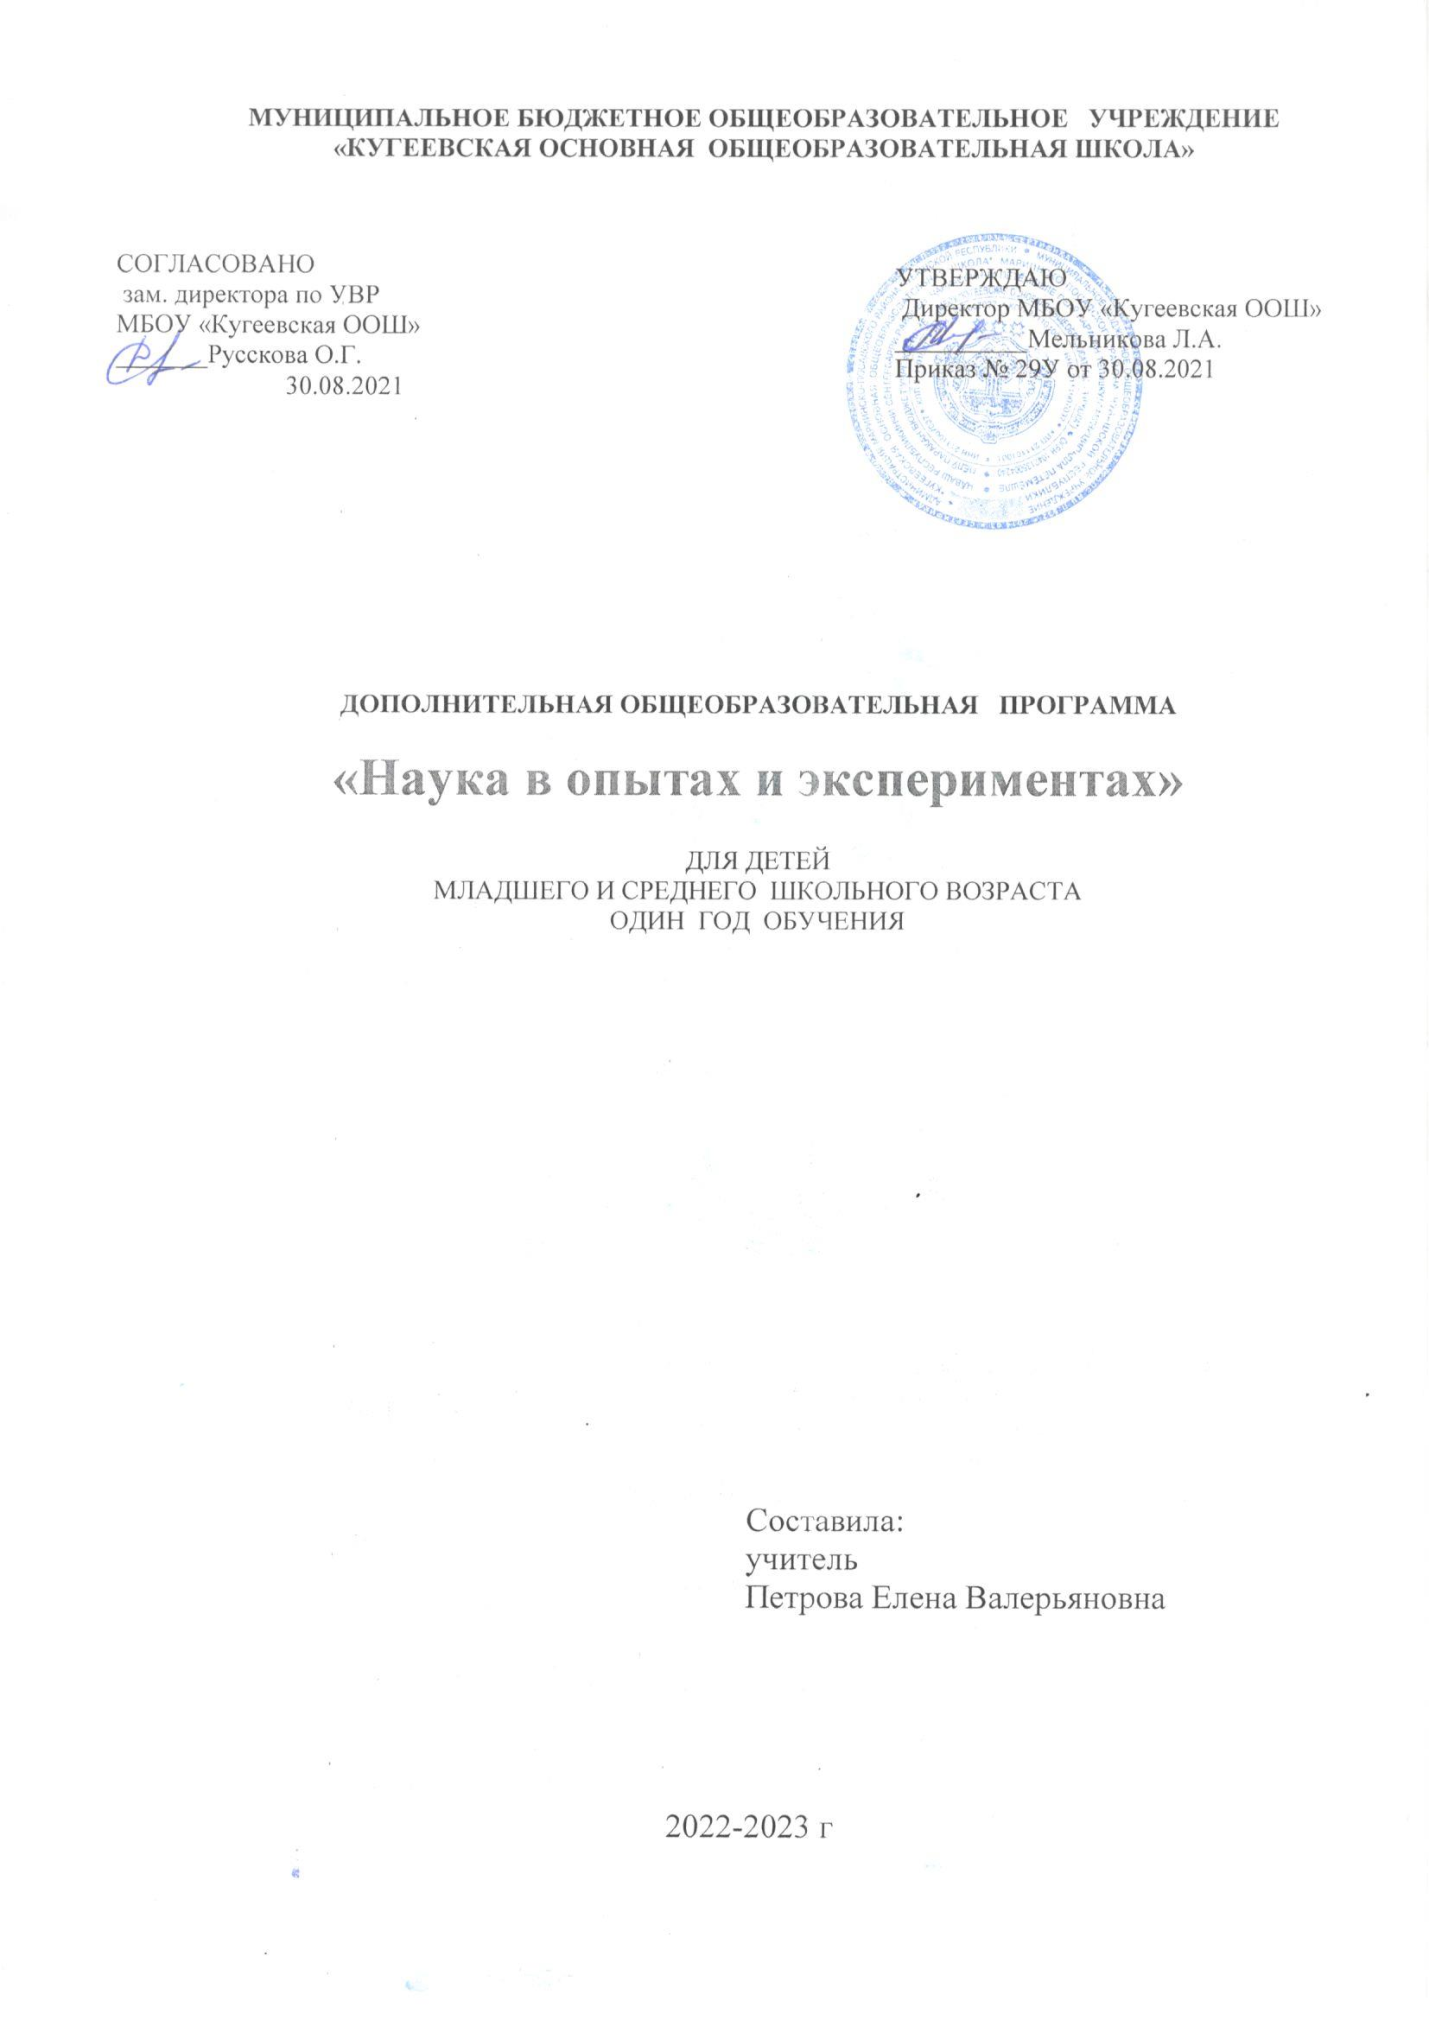 МУНИЦИПАЛЬНОЕ БЮДЖЕТНОЕ ОБЩЕОБРАЗОВАТЕЛЬНОЕ УЧРЕЖДЕНИЕ
«КУГЕЕВСКАЯ ОСНОВНАЯ ОБЩЕОБРАЗОВАТЕЛЬНАЯ ШКОЛА»
СОГЛАСОВАНО
зам. директора по УВР
МБОУ «Кугеевская ООШ»
Русскова О.Г.
30.08.2021
УТВЕРЖДАЮ
Директор МБОУ «Кугеевская ООШ»
Мельникова Л.А.
Приказ № 29У от 30.08.2021
ДОПОЛНИТЕЛЬНАЯ ОБЩЕОБРАЗОВАТЕЛЬНАЯ ПРОГРАММА
«Наука в опытах и экспериментах»
ДЛЯ ДЕТЕЙ
МЛАДШЕГО И СРЕДНЕГО ШКОЛЬНОГО ВОЗРАСТА
ОДИН ГОД ОБУЧЕНИЯ
Составила:
учитель
Петрова Елена Валерьяновна
2022-2023 г